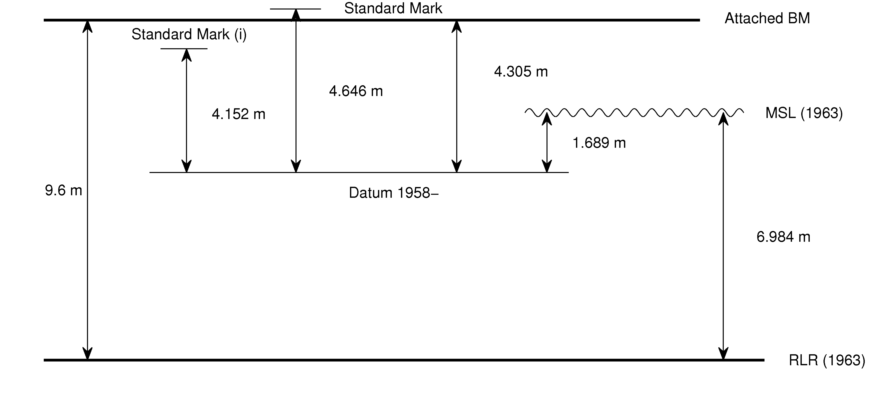 Standard Mark
Attached BM
Standard Mark (i)
4.305 m
4.646 m
4.152 m
MSL (1963)
1.689 m
9.6 m
Datum 1958–
6.984 m
RLR (1963)